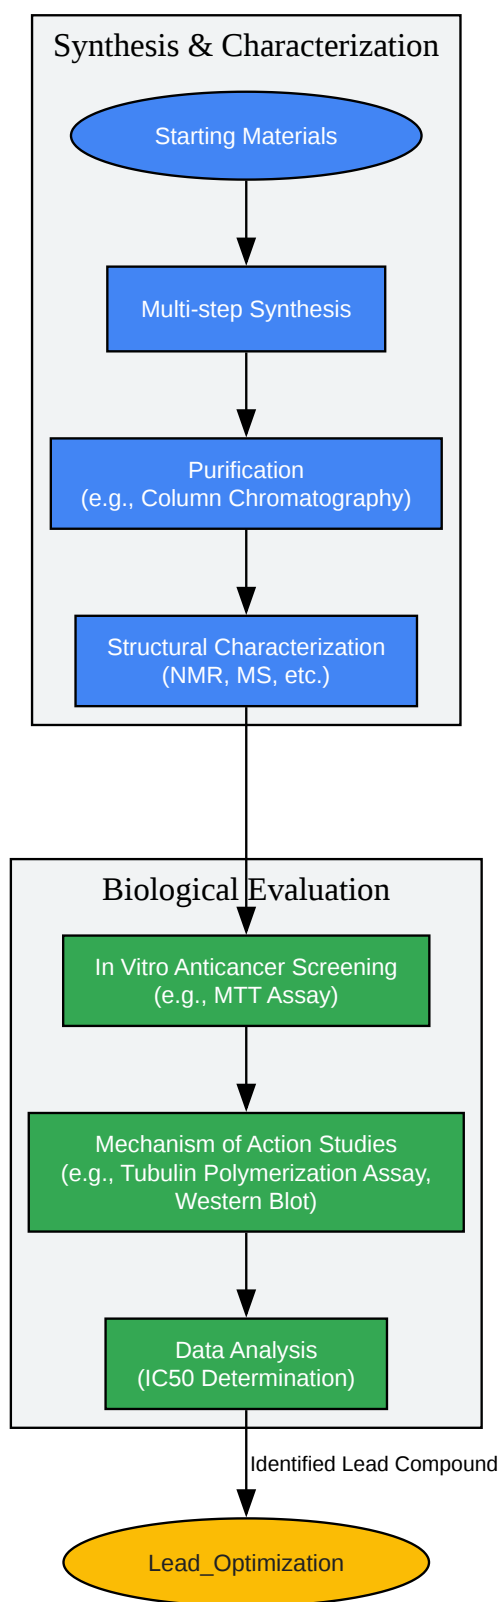 Synthesis & Characterization
Starting Materials
Multi-step Synthesis
Purification
(e.g., Column Chromatography)
Structural Characterization
(NMR, MS, etc.)
Biological Evaluation
In Vitro Anticancer Screening
(e.g., MTT Assay)
Mechanism of Action Studies
(e.g., Tubulin Polymerization Assay,
Western Blot)
Data Analysis
(IC50 Determination)
Identified Lead Compound
Lead_Optimization